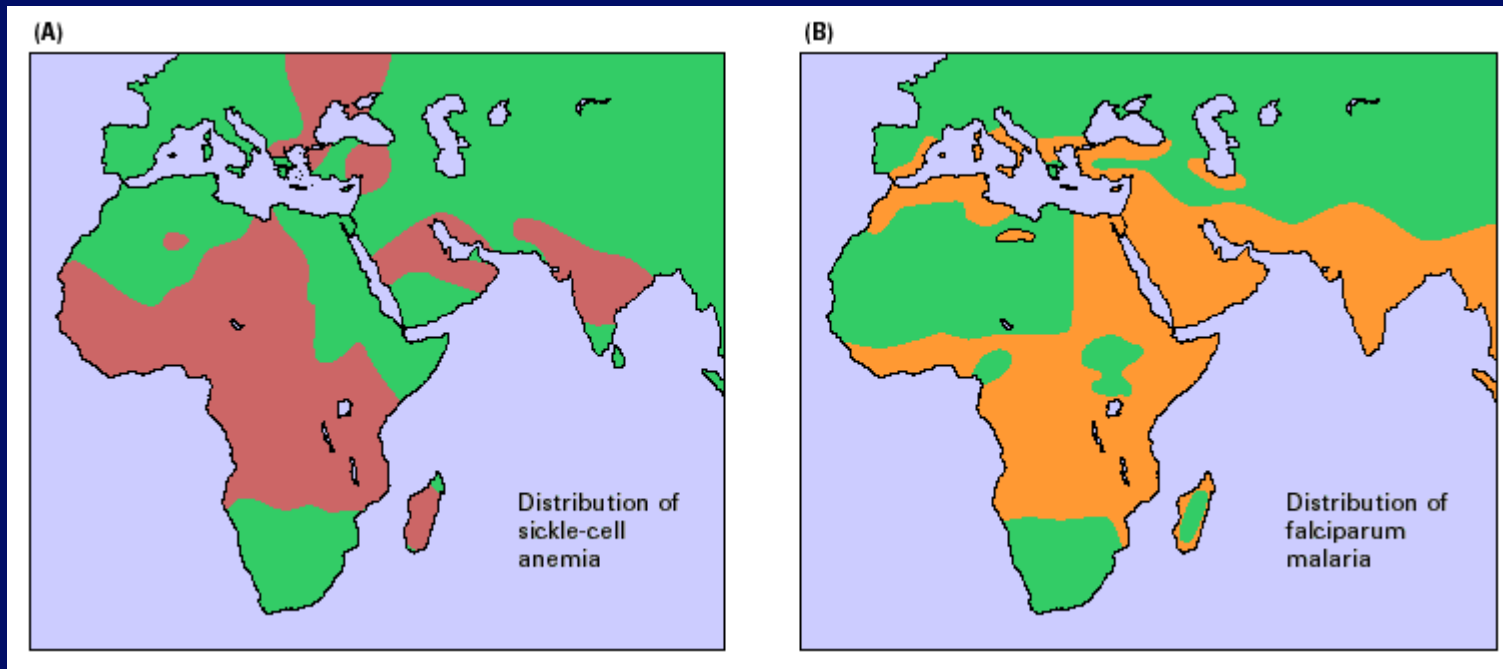 (A)
(B)
Distribution of
sickle-cell
anemia
Distribution of
falciparum
malaria